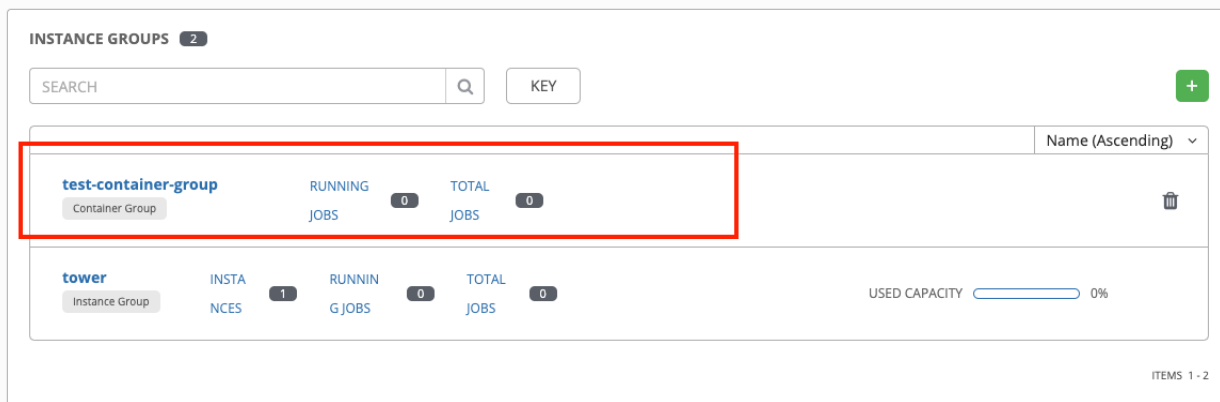 INSTANCE GROUPS 2
SEARCH KEY +
Name (Ascending)
test-container-group
Container Group
RUNNING JOBS 0
TOTAL JOBS 0
tower
Instance Group
INSTA
NCES 1
RUNNIN
G JOBS 0
TOTAL
JOBS 0
USED CAPACITY 0%
ITEMS 1 - 2